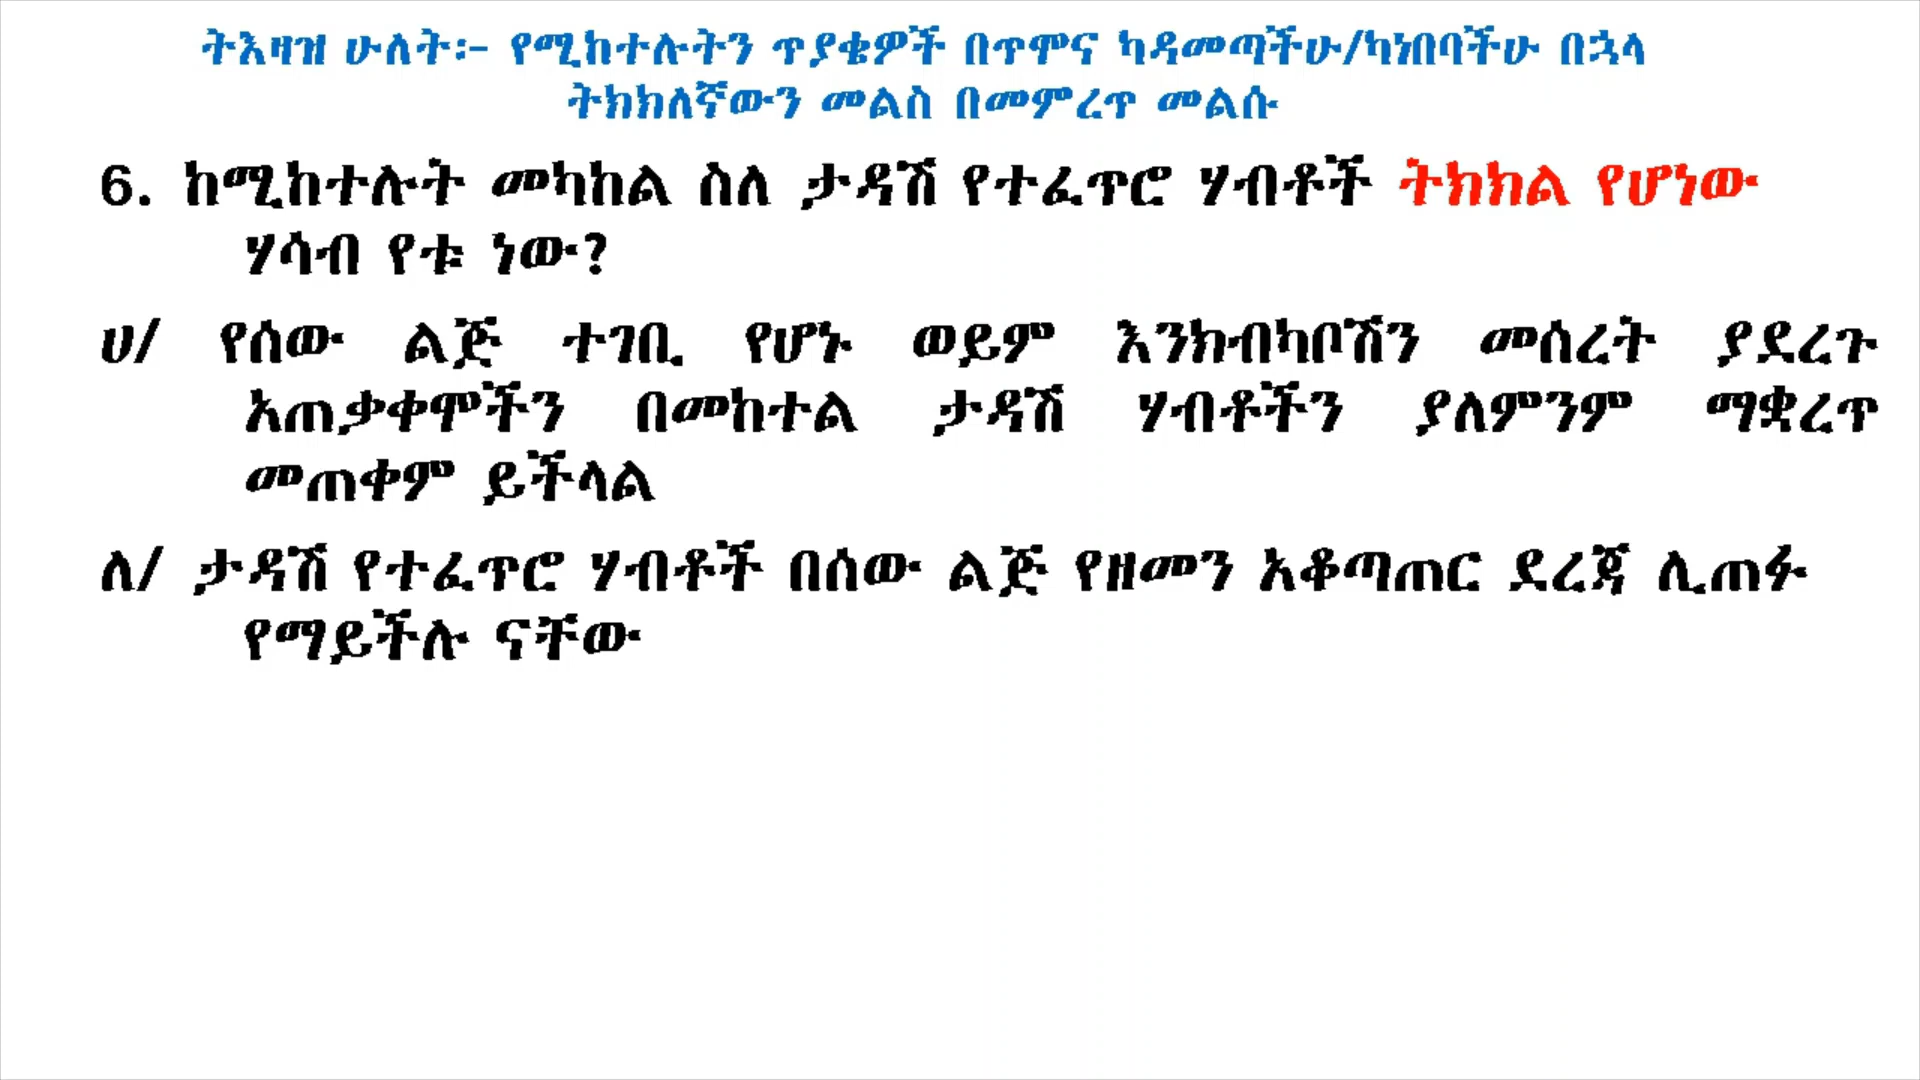 ትእዛዝ ሁለት፡- የሚከተሉትን ጥያቄዎች በጥሞና ካዳመጣችሁ/ካነበባችሁ በኋላ
ትክክለኛውን መልስ በመምረጥ መልሱ
6. ከሚከተሉት መካከል ስለ ታዳሽ የተፈጥሮ ሃብቶች ትክክል የሆነው
ሃሳብ የቱ ነው?
ሀ/ የሰው ልጅ ተገቢ የሆኑ ወይም እንክብካቦሽን መሰረት ያደረጉ
አጠቃቀሞችን በመከተል ታዳሽ ሃብቶችን ያለምንም ማቋረጥ
መጠቀም ይችላል
ለ/ ታዳሽ የተፈጥሮ ሃብቶች በሰው ልጅ የዘመን አቆጣጠር ደረጃ ሊጠፉ
የማይችሉ ናቸው